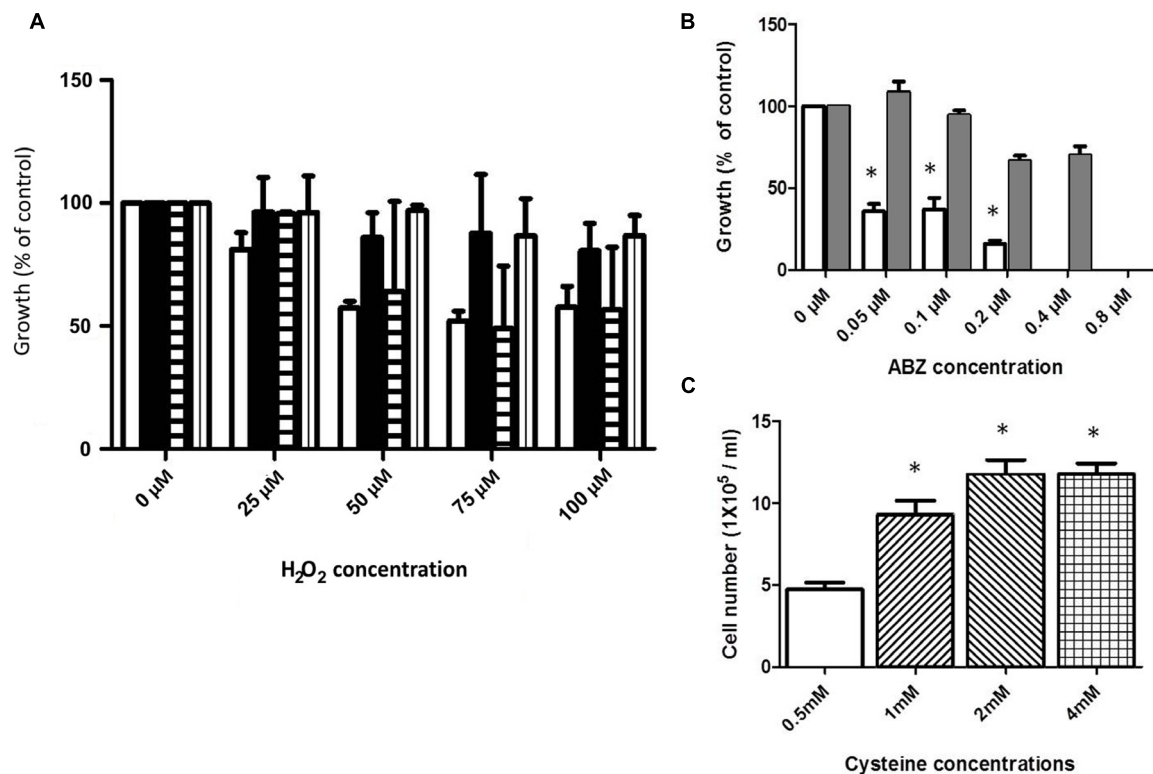 A
Growth (% of control)
150
100
50
0
0 µM
25 µM
50 µM
75 µM
100 µM
H₂O₂ concentration
B
Growth (% of control)
150
100
50
0
*
*
*
0 µM
0.05 µM
0.1 µM
0.2 µM
0.4 µM
0.8 µM
ABZ concentration
C
Cell number (1X10⁵ / ml)
15
10
5
0
*
*
*
0.5mM
1mM
2mM
4mM
Cysteine concentrations